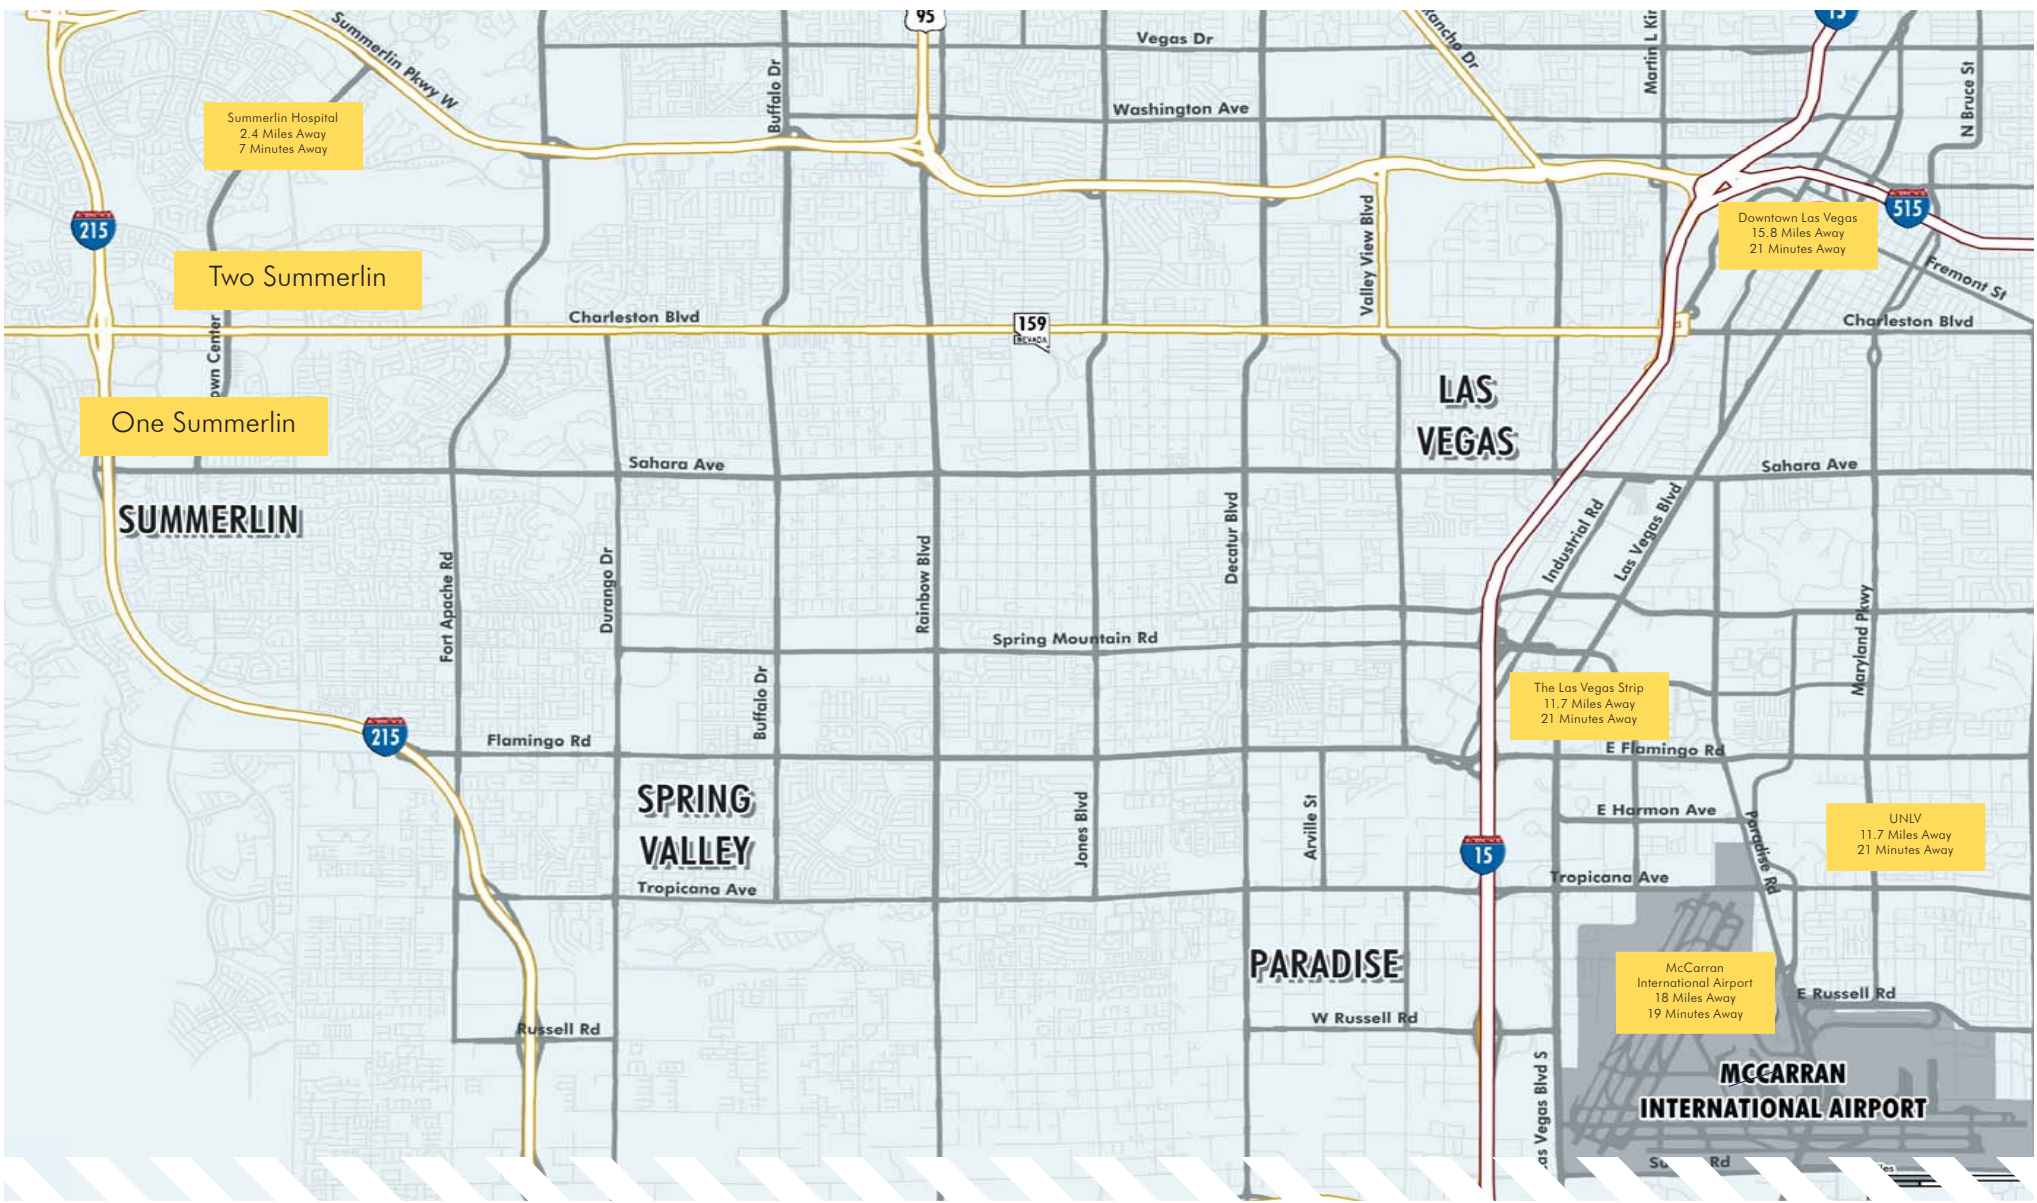 95
15
Summerlin Pkwy W
Buffalo Dr
Vegas Dr
Rancho Dr
Washington Ave
N Bruce St
Summerlin Hospital
2.4 Miles Away
7 Minutes Away
215
515
Valley View Blvd
Downtown Las Vegas
15.8 Miles Away
21 Minutes Away
Fremont St
Two Summerlin
Charleston Blvd
159
NEVADA
Charleston Blvd
LAS
VEGAS
One Summerlin
Sahara Ave
Sahara Ave
SUMMERLIN
Fort Apache Rd
Durango Dr
Rainbow Blvd
Decatur Blvd
Industrial Rd
Las Vegas Blvd
Maryland Pkwy
Spring Mountain Rd
Buffalo Dr
The Las Vegas Strip
11.7 Miles Away
21 Minutes Away
215
Flamingo Rd
E Flamingo Rd
SPRING
VALLEY
Jones Blvd
Arville St
E Harmon Ave
Paradise Rd
UNLV
11.7 Miles Away
21 Minutes Away
15
Tropicana Ave
Tropicana Ave
PARADISE
McCarran
International Airport
18 Miles Away
19 Minutes Away
E Russell Rd
Russell Rd
W Russell Rd
MCCARRAN
INTERNATIONAL AIRPORT
Las Vegas Blvd S
Rd